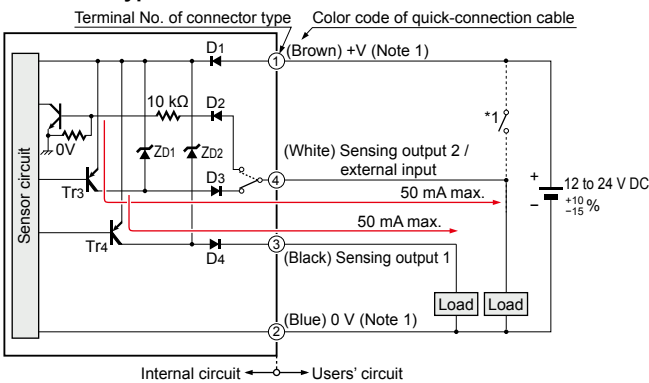 Terminal No. of connector type
Color code of quick-connection cable
D1
1
(Brown) +V (Note 1)
10 kΩ
D2
*1
0V
ZD1
ZD2
(White) Sensing output 2 /
external input
Sensor circuit
Tr3
D3
4
50 mA max.
+
−
12 to 24 V DC
+10
−15 %
50 mA max.
Tr4
D4
3
(Black) Sensing output 1
Load
Load
2
(Blue) 0 V (Note 1)
Internal circuit
Users' circuit